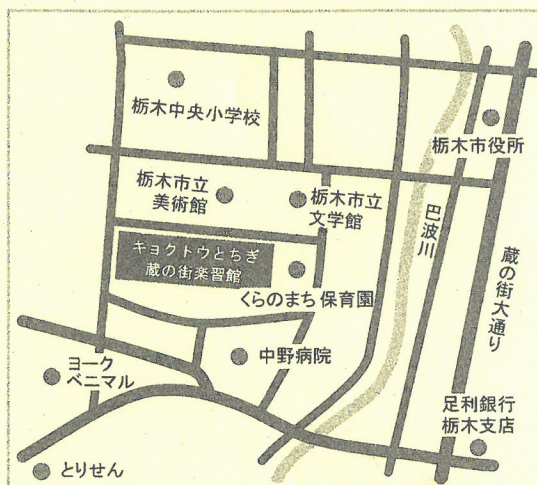 栃木中央小学校
栃木市役所
栃木市立
美術館
栃木市立
文学館
巴波川
キョクトウとちぎ
蔵の街楽習館
くらのまち保育園
蔵の街大通り
中野病院
ヨーク
ベニマル
足利銀行
栃木支店
とりせん